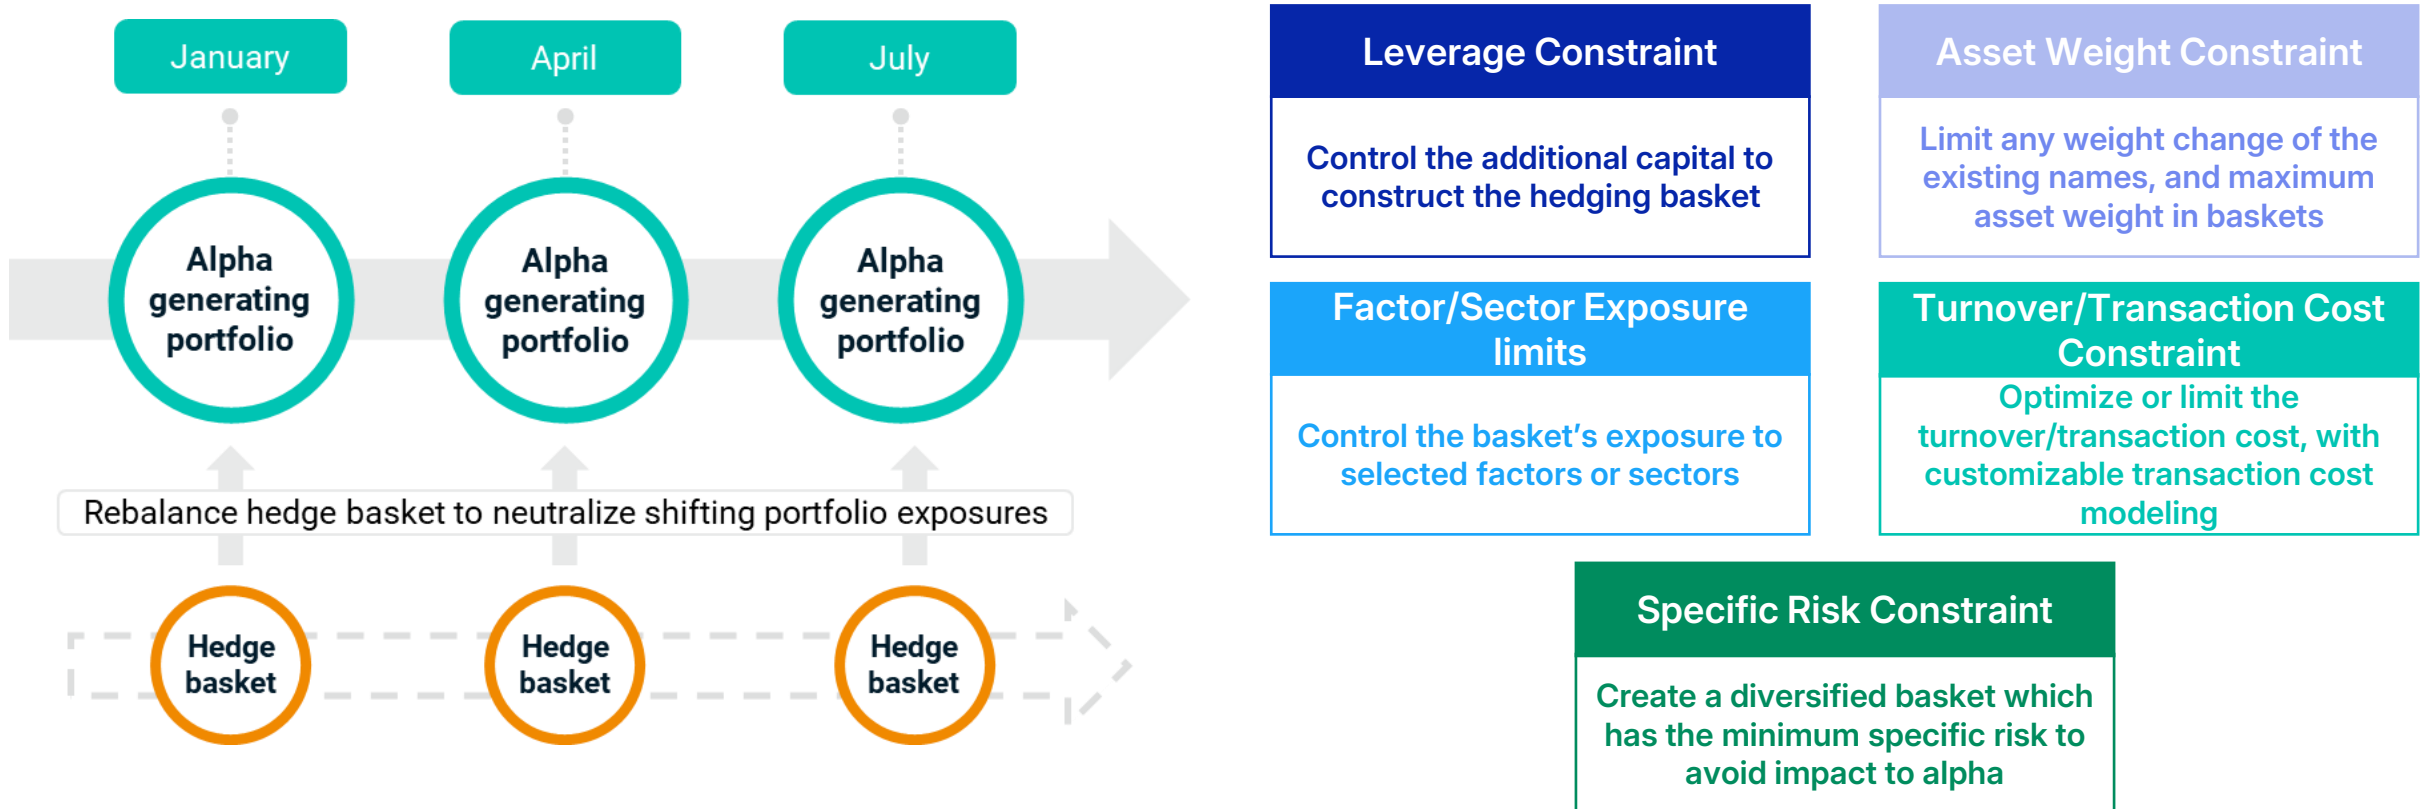 January
April
July
Alpha
generating
portfolio
Alpha
generating
portfolio
Alpha
generating
portfolio
Rebalance hedge basket to neutralize shifting portfolio exposures
Hedge
basket
Hedge
basket
Hedge
basket
Leverage Constraint
Control the additional capital to
construct the hedging basket
Asset Weight Constraint
Limit any weight change of the
existing names, and maximum
asset weight in baskets
Factor/Sector Exposure
limits
Control the basket’s exposure to
selected factors or sectors
Turnover/Transaction Cost
Constraint
Optimize or limit the
turnover/transaction cost, with
customizable transaction cost
modeling
Specific Risk Constraint
Create a diversified basket which
has the minimum specific risk to
avoid impact to alpha